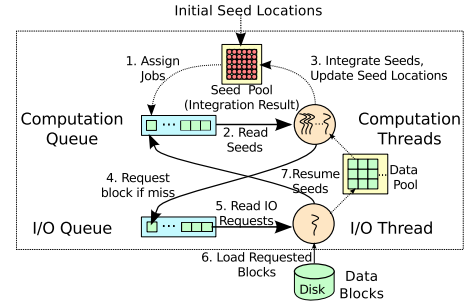 Initial Seed Locations
1. Assign
Jobs
3. Integrate Seeds,
Update Seed Locations
Seed Pool
(Integration Result)
Computation
Queue
2. Read
Seeds
Computation
Threads
4. Request
block if miss
7.Resume
Seeds
Data
Pool
5. Read IO
Requests
I/O Queue
I/O Thread
6. Load Requested
Blocks
Disk
Data
Blocks